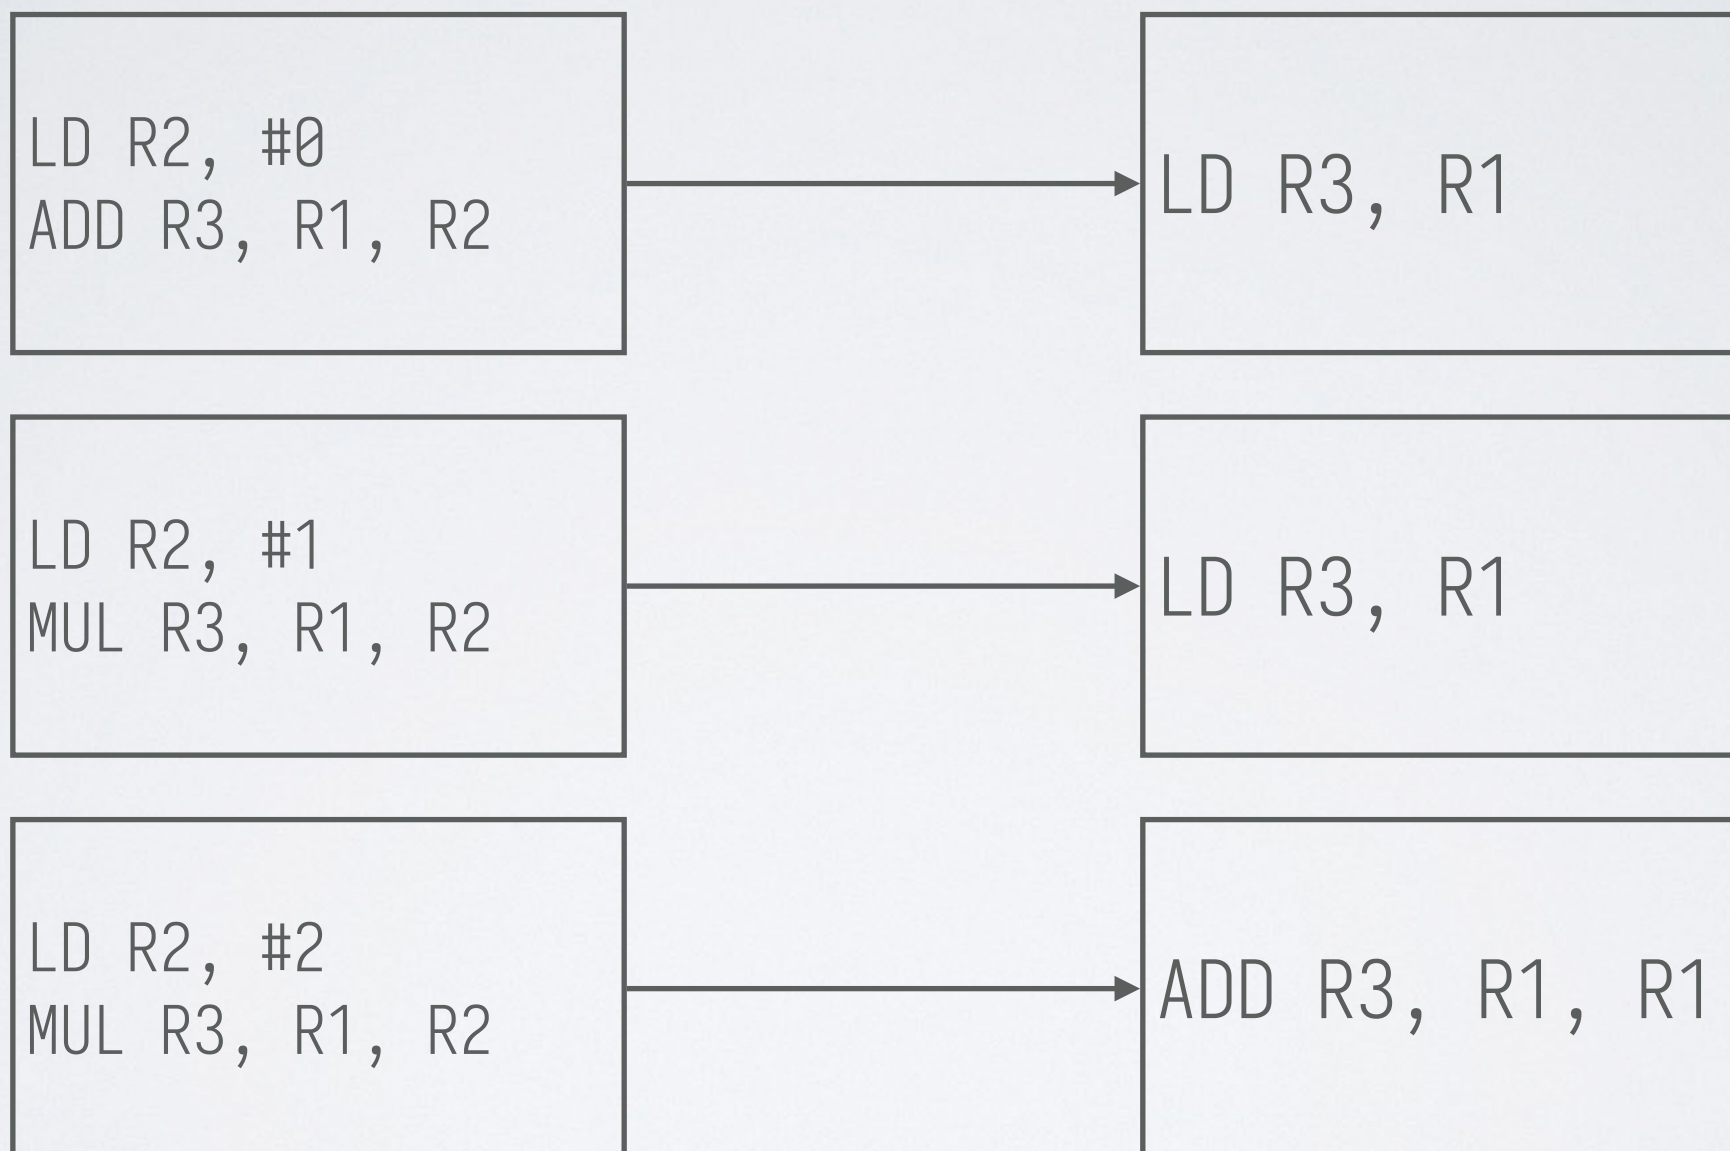 LD R2, #0
ADD R3, R1, R2
LD R3, R1
LD R2, #1
MUL R3, R1, R2
LD R3, R1
LD R2, #2
MUL R3, R1, R2
ADD R3, R1, R1